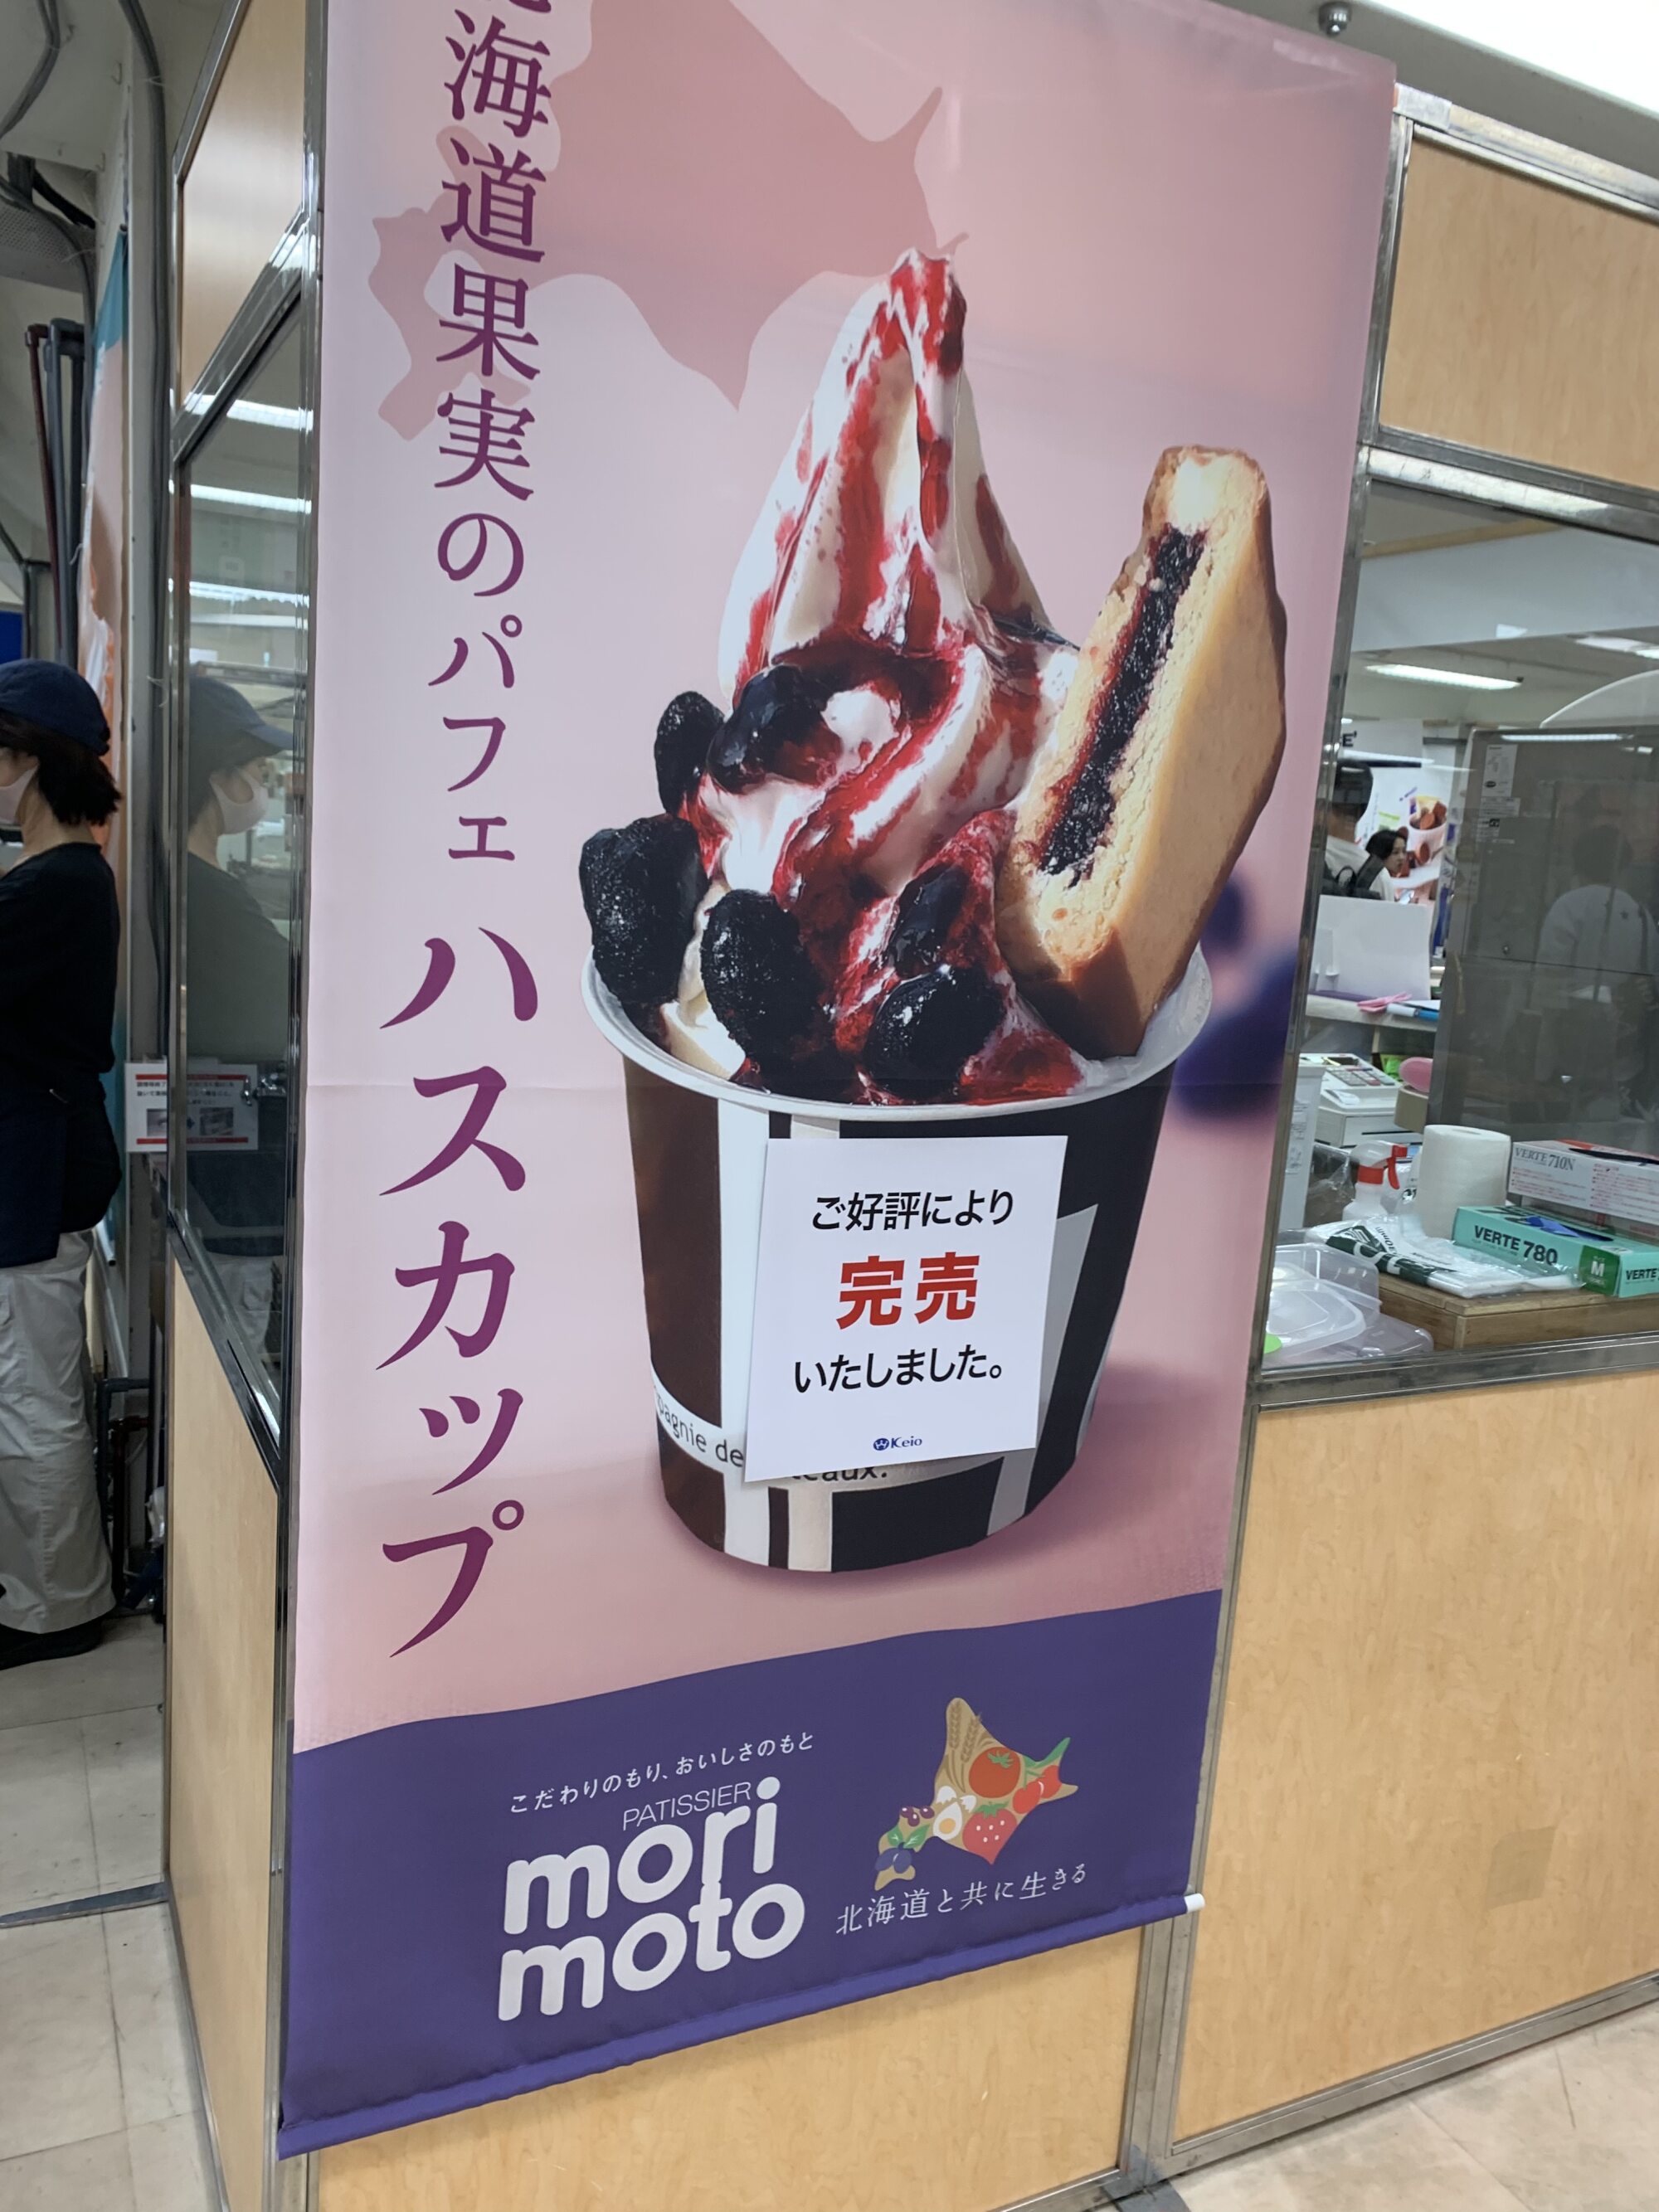 北海道果実のパフェ
ハスカップ
ご好評により
完売
いたしました。
Keio
こだわりのもり、おいしさのもと
PATISSIER
mori
moto
北海道と共に生きる
VERTE 710N
VERTE 780
M
VERTE